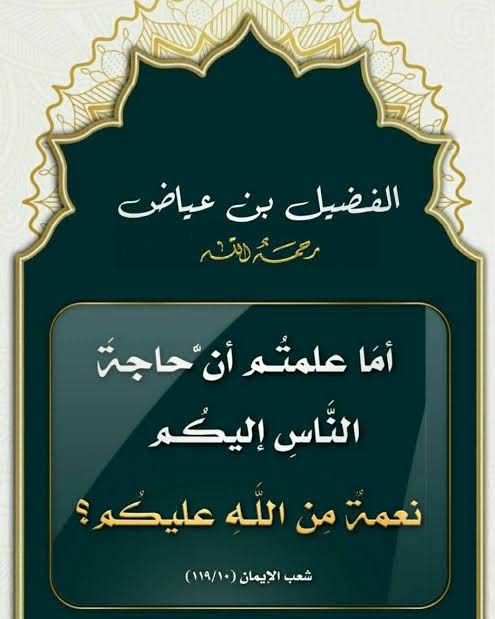 الفضيل بن عياض
رحمهُ الله
أمَا علمتُم أنّ حاجةَ
النَّاسِ إليكُم
نعمةٌ مِن اللَّهِ عليكُم؟
شعب الإيمان (١١٩/١٠)